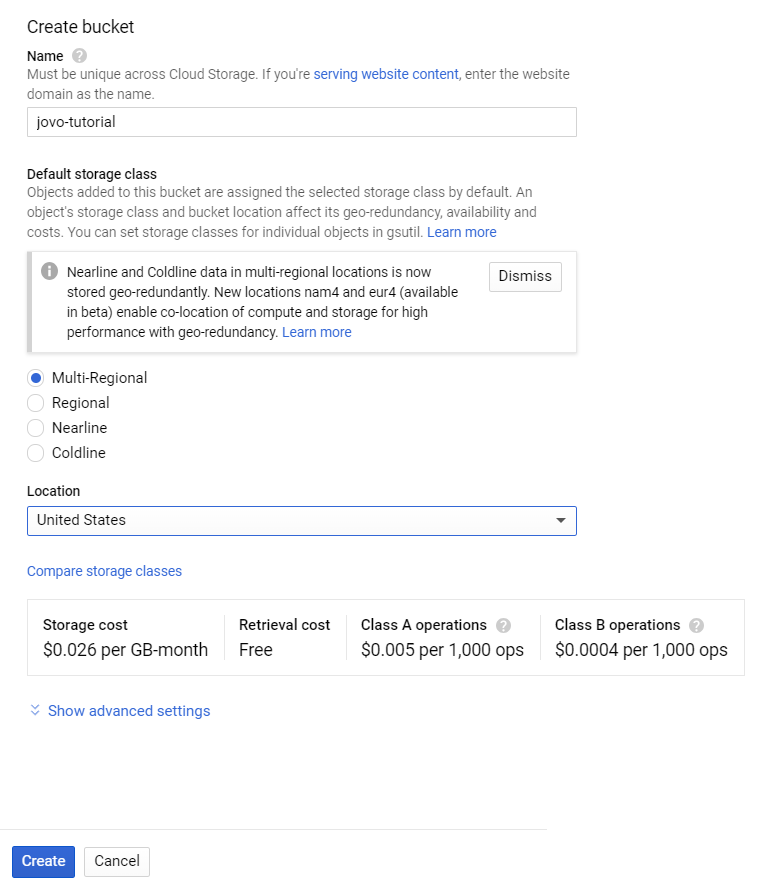 Create bucket
Name
Must be unique across Cloud Storage. If you're serving website content, enter the website
domain as the name.
jovo-tutorial
Default storage class
Objects added to this bucket are assigned the selected storage class by default. An
object's storage class and bucket location affect its geo-redundancy, availability and
costs. You can set storage classes for individual objects in gsutil. Learn more
Nearline and Coldline data in multi-regional locations is now
stored geo-redundantly. New locations nam4 and eur4 (available
in beta) enable co-location of compute and storage for high
performance with geo-redundancy. Learn more
Dismiss
Multi-Regional
Regional
Nearline
Coldline
Location
United States
Compare storage classes
Storage cost
$0.026 per GB-month
Retrieval cost
Free
Class A operations
$0.005 per 1,000 ops
Class B operations
$0.0004 per 1,000 ops
Show advanced settings
Create
Cancel